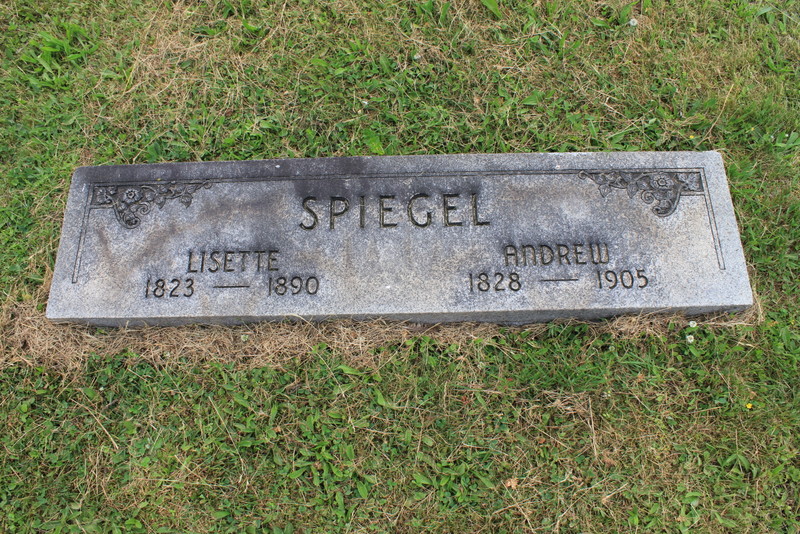 SPIEGEL
LISETTE ANDREW
1823 — 1890 1828 — 1905